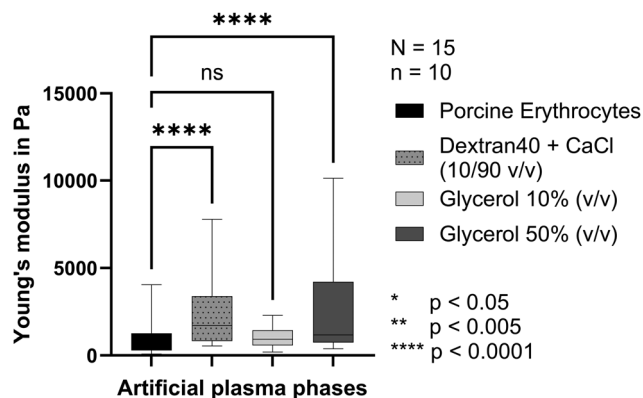 ****
ns
****
Young's modulus in Pa
15000
10000
5000
0
Artificial plasma phases
N = 15
n = 10
Porcine Erythrocytes
Dextran40 + CaCl
(10/90 v/v)
Glycerol 10% (v/v)
Glycerol 50% (v/v)
* p < 0.05
** p < 0.005
**** p < 0.0001